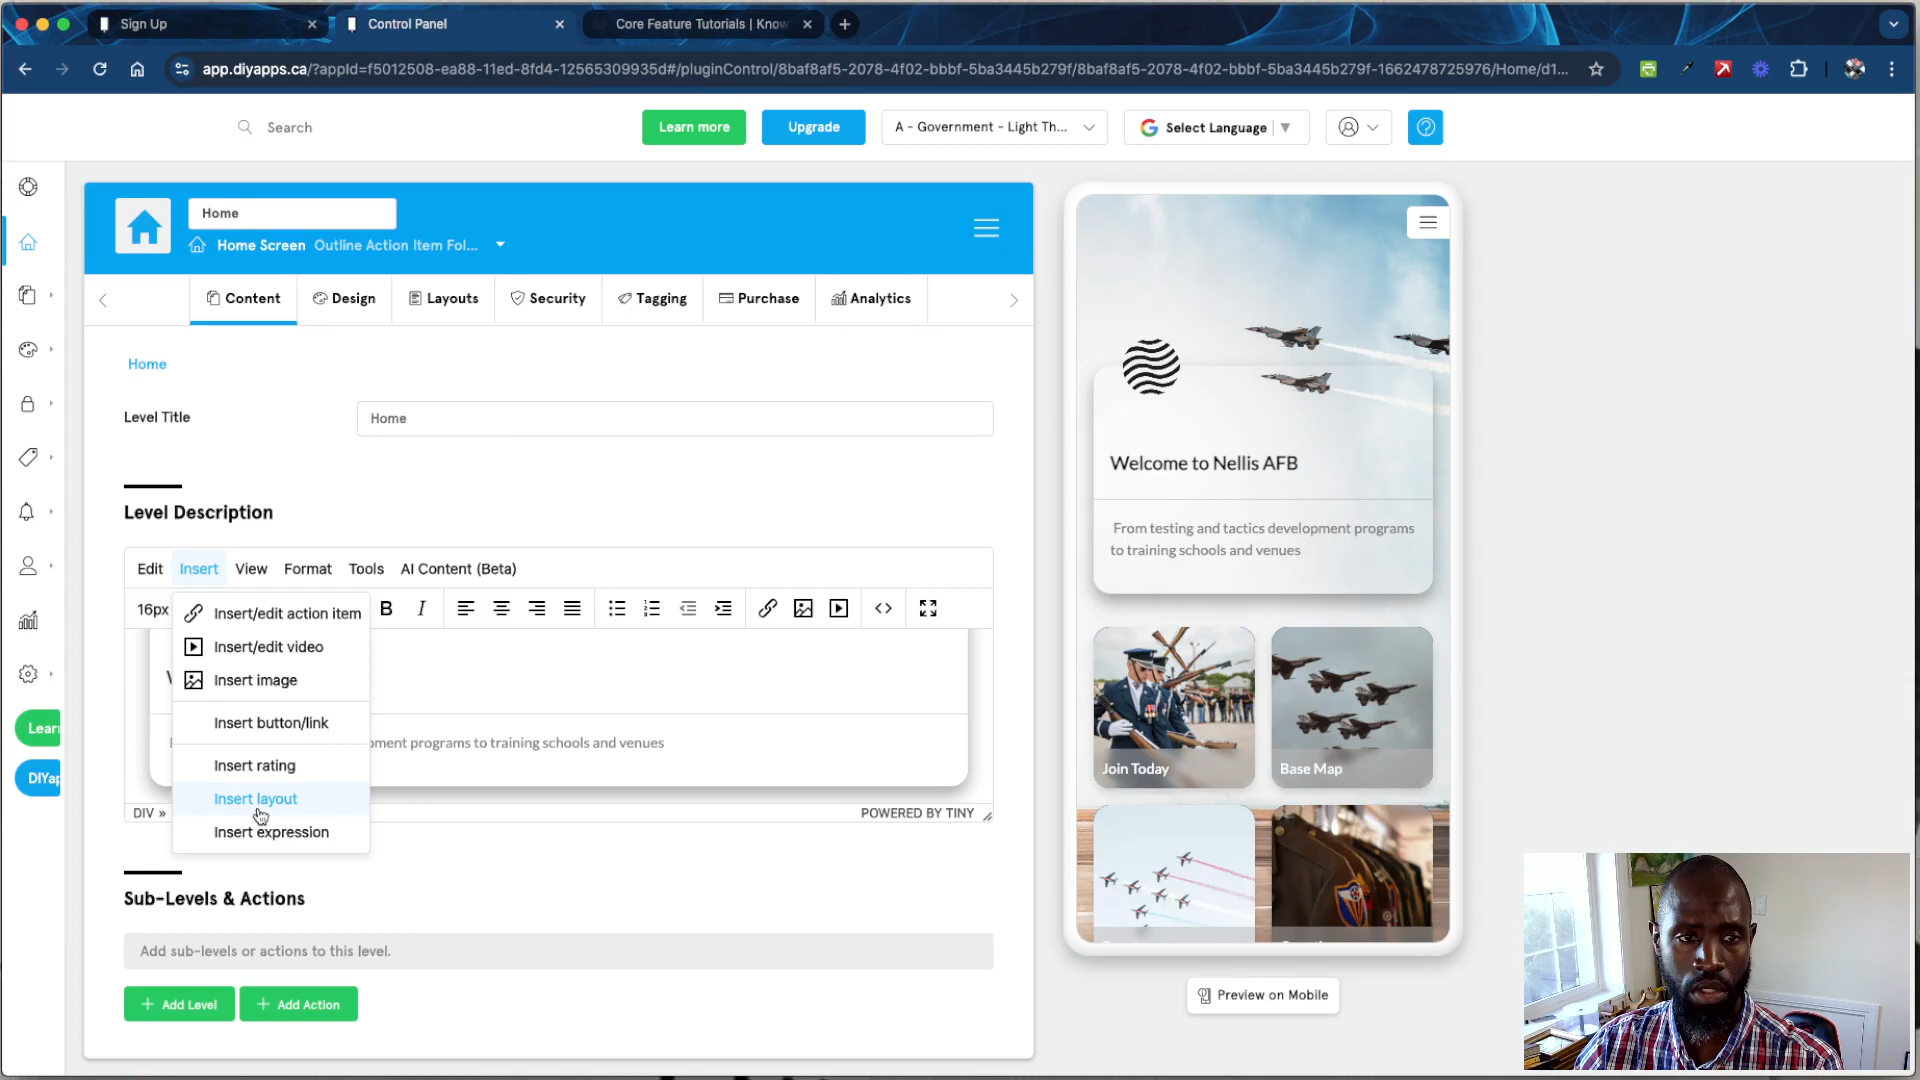 Sign Up
Control Panel
Core Feature Tutorials | Know
app.diyapps.ca/?appId=f5012508-ea88-11ed-8fd4-12565309935d#/pluginControl/8baf8af5-2078-4f02-bbbf-5ba3445b279f/8baf8af5-2078-4f02-bbbf-5ba3445b279f-1662478725976/Home/d1...
Search
Learn more
Upgrade
A - Government - Light Th...
Select Language
Home
Home Screen Outline Action Item Fol...
Content
Design
Layouts
Security
Tagging
Purchase
Analytics
Home
Level Title
Home
Level Description
Edit Insert View Format Tools AI Content (Beta)
16px
B I
Insert/edit action item
Insert/edit video
Insert image
Insert button/link
Insert rating
Insert layout
Insert expression
ment programs to training schools and venues
DIV »
POWERED BY TINY
Sub-Levels & Actions
Add sub-levels or actions to this level.
+ Add Level
+ Add Action
Lear
DIYap
Welcome to Nellis AFB
From testing and tactics development programs
to training schools and venues
Join Today
Base Map
Preview on Mobile